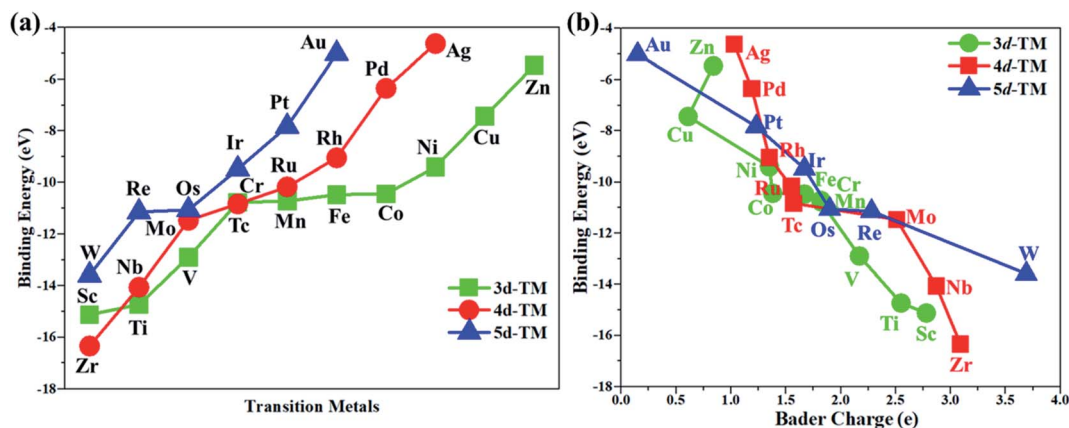 (a)
-4
-6
-8
-10
-12
-14
-16
-18
Binding Energy (eV)
Transition Metals
Au
Ag
Pd
Zn
Pt
Rh
Ir
Ni
Cu
Re
Os
Cr
Ru
Mo
Tc
Mn
Fe
Co
W
Nb
V
Sc
Ti
Zr
3d-TM
4d-TM
5d-TM
(b)
-4
-6
-8
-10
-12
-14
-16
-18
Binding Energy (eV)
0.0 0.5 1.0 1.5 2.0 2.5 3.0 3.5 4.0
Bader Charge (e)
Au
Zn
Ag
Pd
Cu
Pt
Rh
Ni
Ir
Ru
Fe
Cr
Co
Mn
Tc
Os
Re
Mo
W
V
Nb
Ti
Sc
Zr
3d-TM
4d-TM
5d-TM